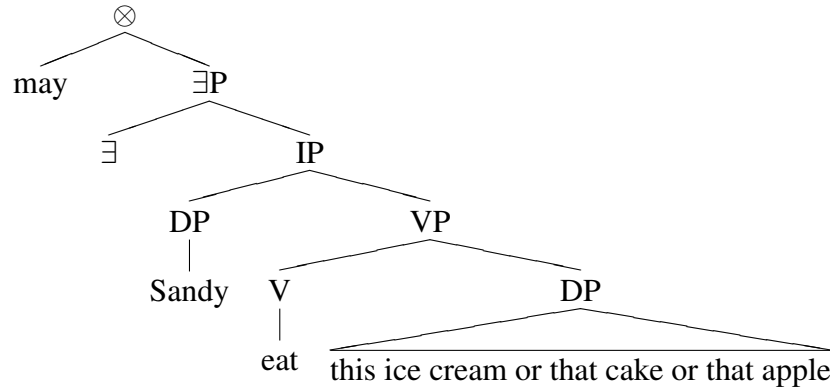 ⊗
may ∃P
∃ IP
DP VP
Sandy V DP
eat this ice cream or that cake or that apple